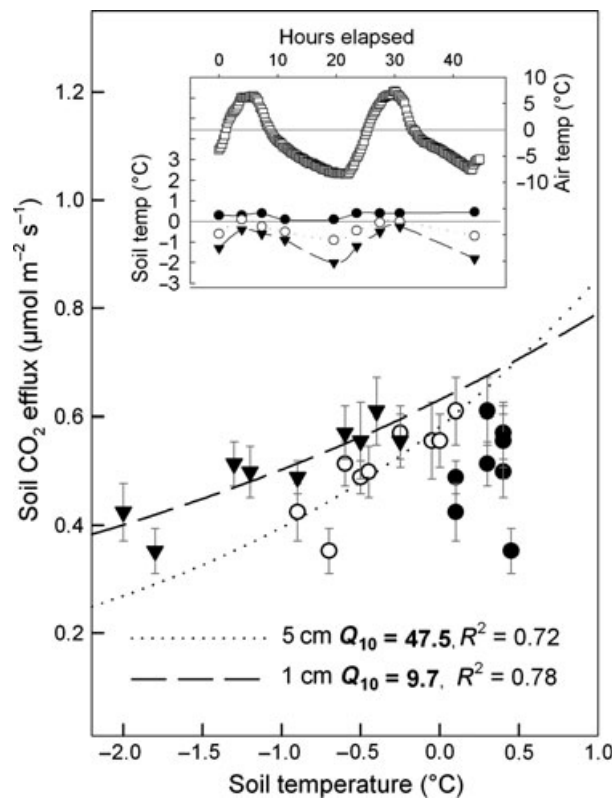 Hours elapsed
0 10 20 30 40
10
5
0
−5
−10
Air temp (°C)
3
2
1
0
−1
−2
−3
Soil temp (°C)
1.2
1.0
0.8
0.6
0.4
0.2
Soil CO2 efflux (μmol m−2 s−1)
5 cm Q10 = 47.5, R2 = 0.72
1 cm Q10 = 9.7, R2 = 0.78
−2.0 −1.5 −1.0 −0.5 0.0 0.5 1.0
Soil temperature (°C)